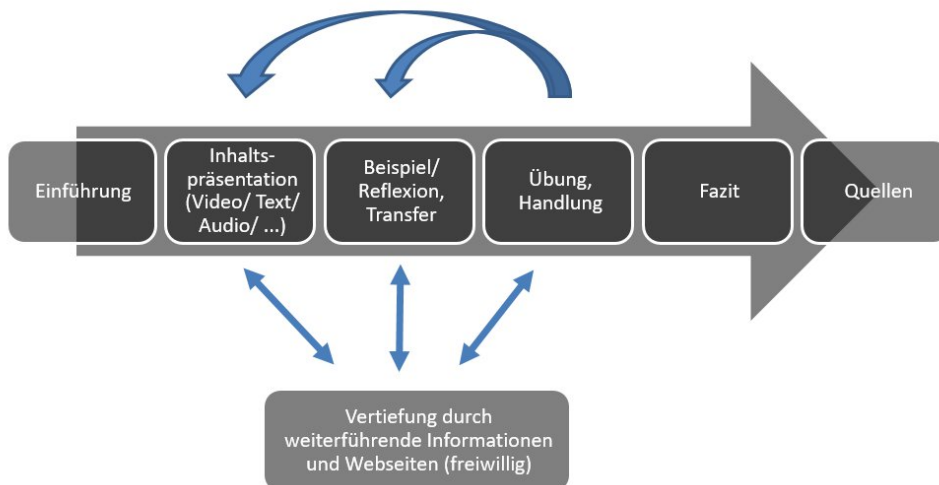 Einführung
Inhalts-
präsentation
(Video/ Text/
Audio/ ...)
Beispiel/
Reflexion,
Transfer
Übung,
Handlung
Fazit
Quellen
Vertiefung durch
weiterführende Informationen
und Webseiten (freiwillig)